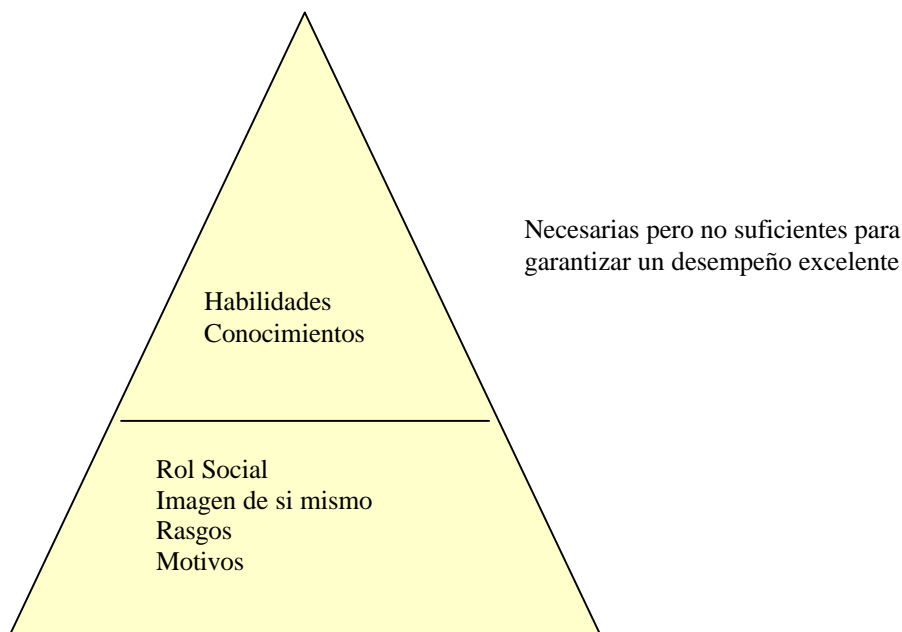 Necesarias pero no suficientes para
garantizar un desempeño excelente
Habilidades
Conocimientos
Rol Social
Imagen de si mismo
Rasgos
Motivos